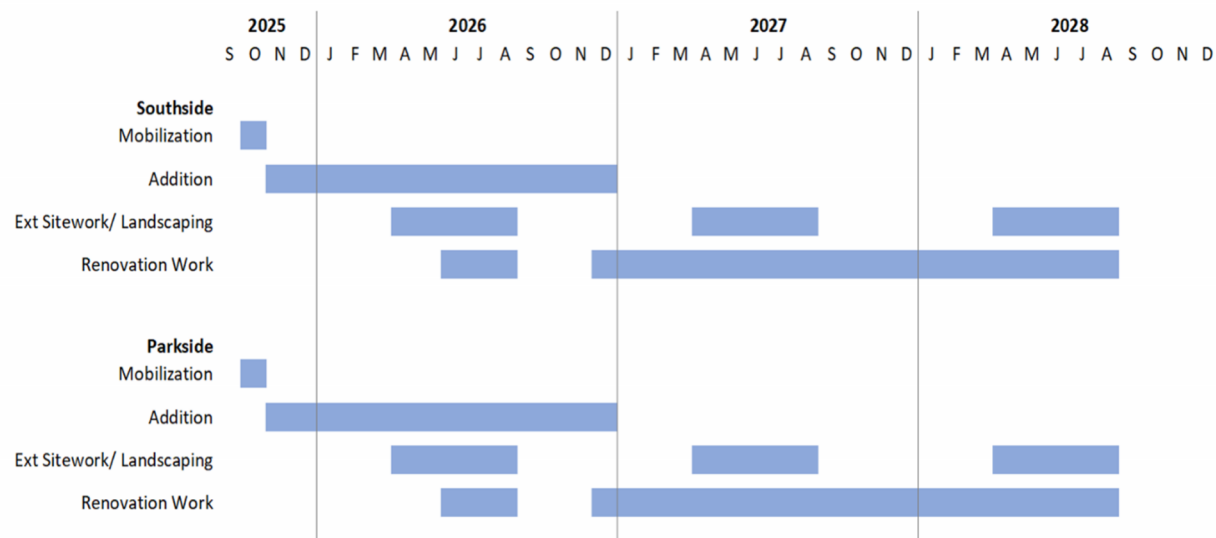 2025 2026 2027 2028
S O N D J F M A M J J A S O N D J F M A M J J A S O N D J F M A M J J A S O N D
Southside
Mobilization
Addition
Ext Sitework/ Landscaping
Renovation Work
Parkside
Mobilization
Addition
Ext Sitework/ Landscaping
Renovation Work